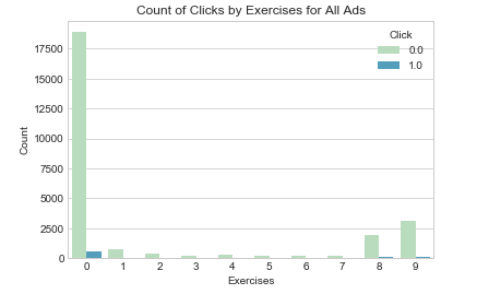 Count of Clicks by Exercises for All Ads
Click
0.0
1.0
17500
15000
12500
10000
7500
5000
2500
0
Count
0 1 2 3 4 5 6 7 8 9
Exercises